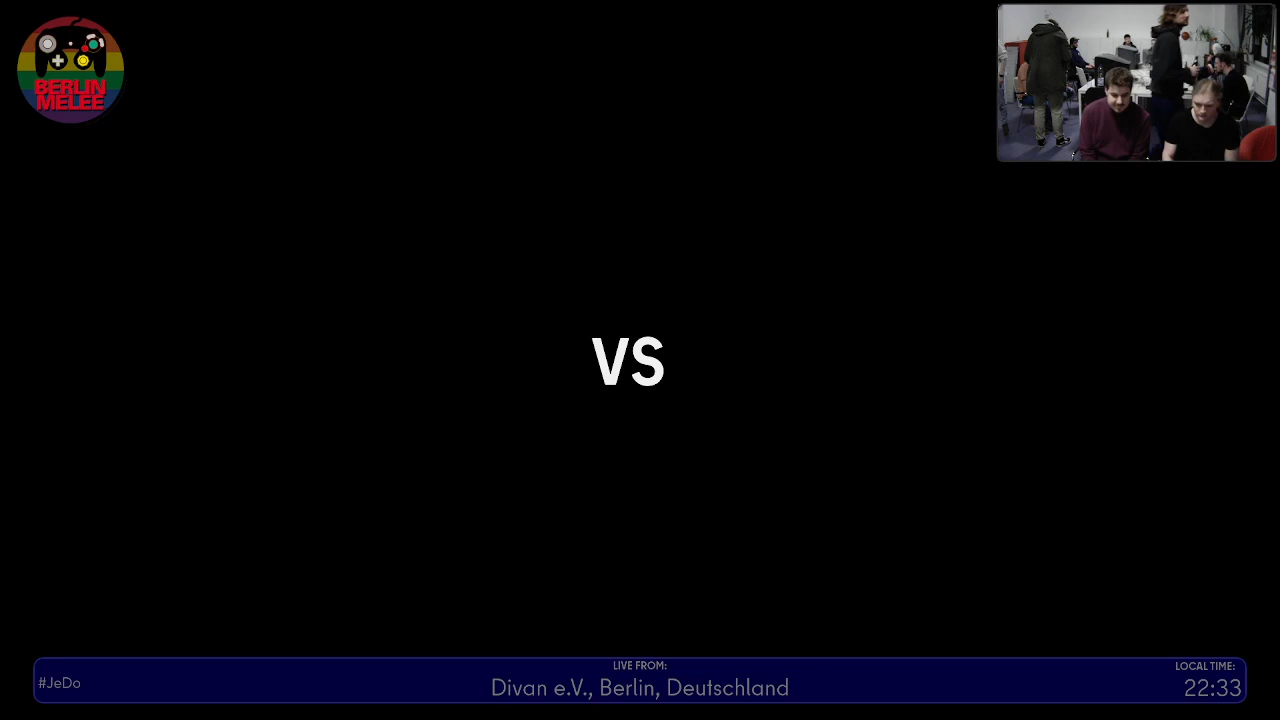 BERLIN
MELEE
VS
LIVE FROM:
LOCAL TIME:
#JeDo
Divan e.V., Berlin, Deutschland
22:33